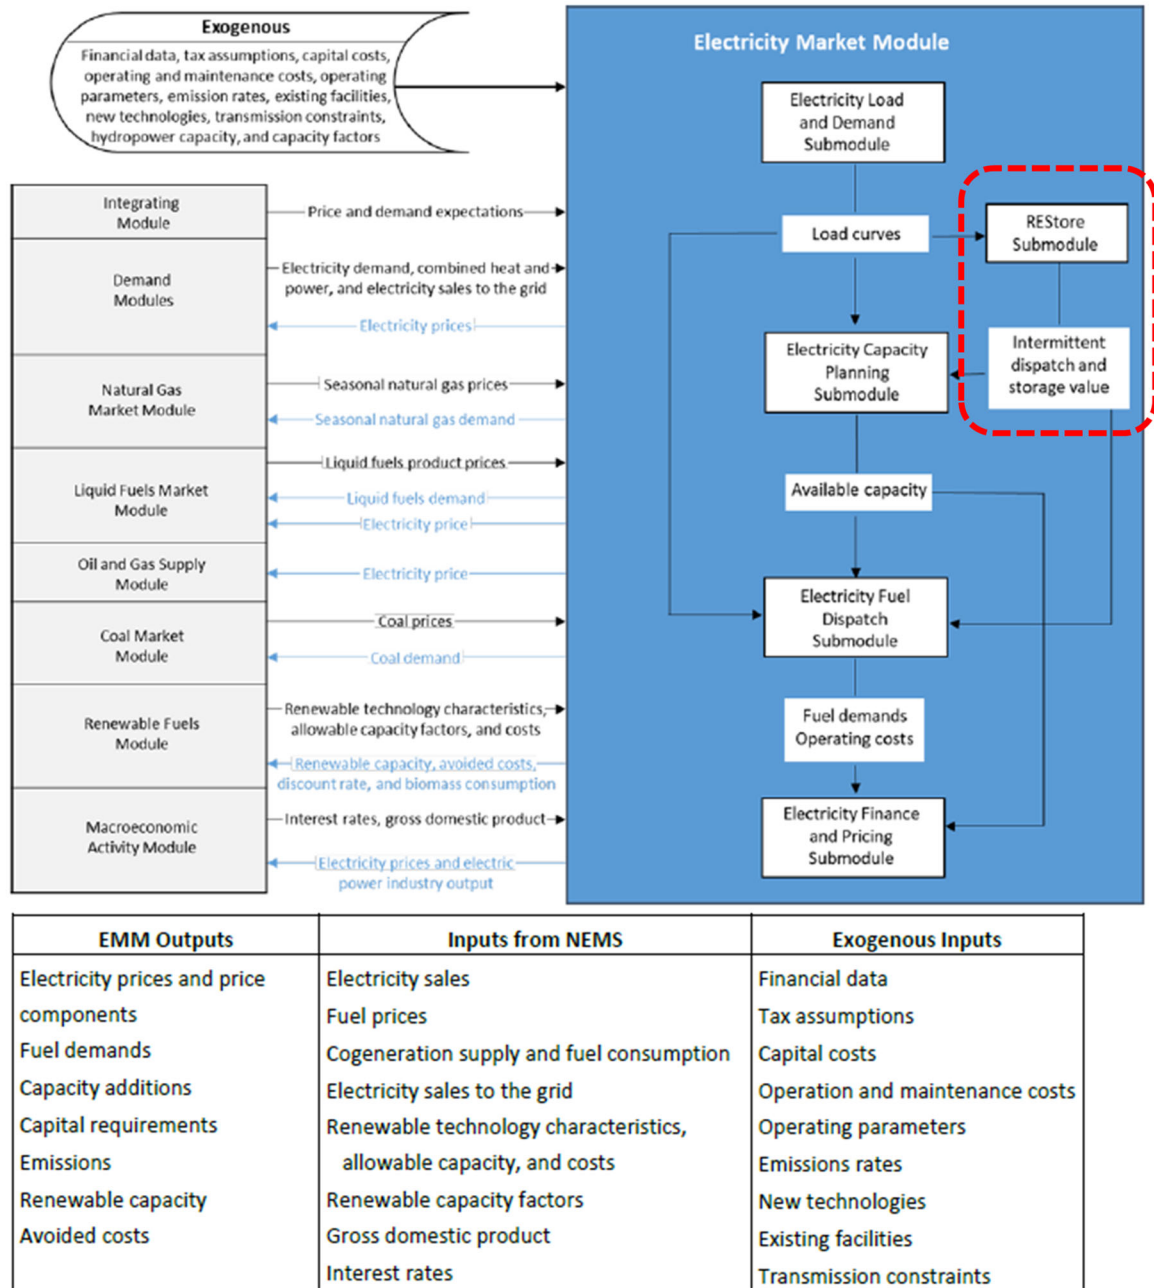 Exogenous
Financial data, tax assumptions, capital costs,
operating and maintenance costs, operating
parameters, emission rates, existing facilities,
new technologies, transmission constraints,
hydropower capacity, and capacity factors
Integrating
Module
Price and demand expectations
Demand
Modules
Electricity demand, combined heat and
power, and electricity sales to the grid
Electricity prices
Natural Gas
Market Module
Seasonal natural gas prices
Seasonal natural gas demand
Liquid Fuels Market
Module
Liquid fuels product prices
Liquid fuels demand
Electricity price
Oil and Gas Supply
Module
Electricity price
Coal Market
Module
Coal prices
Coal demand
Renewable Fuels
Module
Renewable technology characteristics,
allowable capacity factors, and costs
Renewable capacity, avoided costs,
discount rate, and biomass consumption
Macroeconomic
Activity Module
Interest rates, gross domestic product
Electricity prices and electric
power industry output
Electricity Market Module
Electricity Load
and Demand
Submodule
Load curves
REStore
Submodule
Intermittent
dispatch and
storage value
Electricity Capacity
Planning
Submodule
Available capacity
Electricity Fuel
Dispatch
Submodule
Fuel demands
Operating costs
Electricity Finance
and Pricing
Submodule
EMM Outputs
Electricity prices and price
components
Fuel demands
Capacity additions
Capital requirements
Emissions
Renewable capacity
Avoided costs
Inputs from NEMS
Electricity sales
Fuel prices
Cogeneration supply and fuel consumption
Electricity sales to the grid
Renewable technology characteristics,
allowable capacity, and costs
Renewable capacity factors
Gross domestic product
Interest rates
Exogenous Inputs
Financial data
Tax assumptions
Capital costs
Operation and maintenance costs
Operating parameters
Emissions rates
New technologies
Existing facilities
Transmission constraints